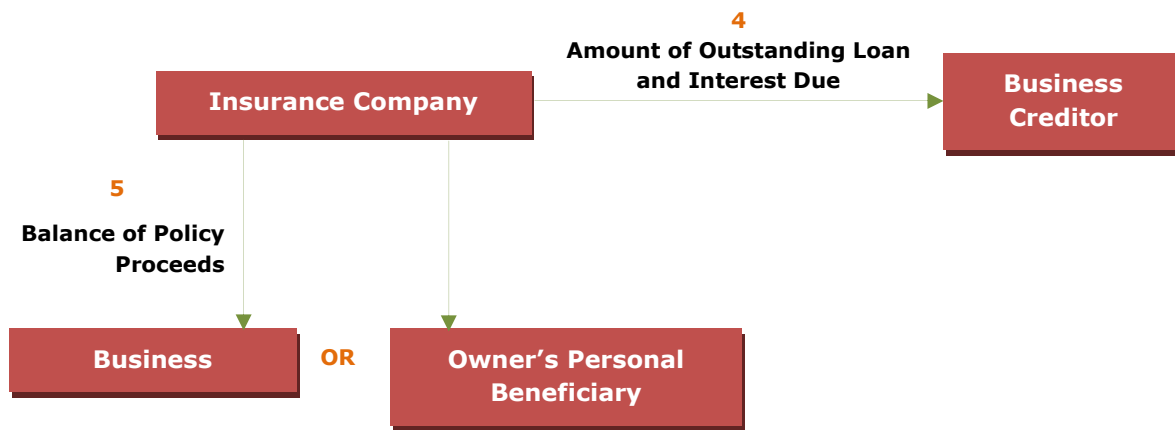 4
Amount of Outstanding Loan
and Interest Due
Insurance Company
Business
Creditor
5
Balance of Policy
Proceeds
Business
OR
Owner’s Personal
Beneficiary